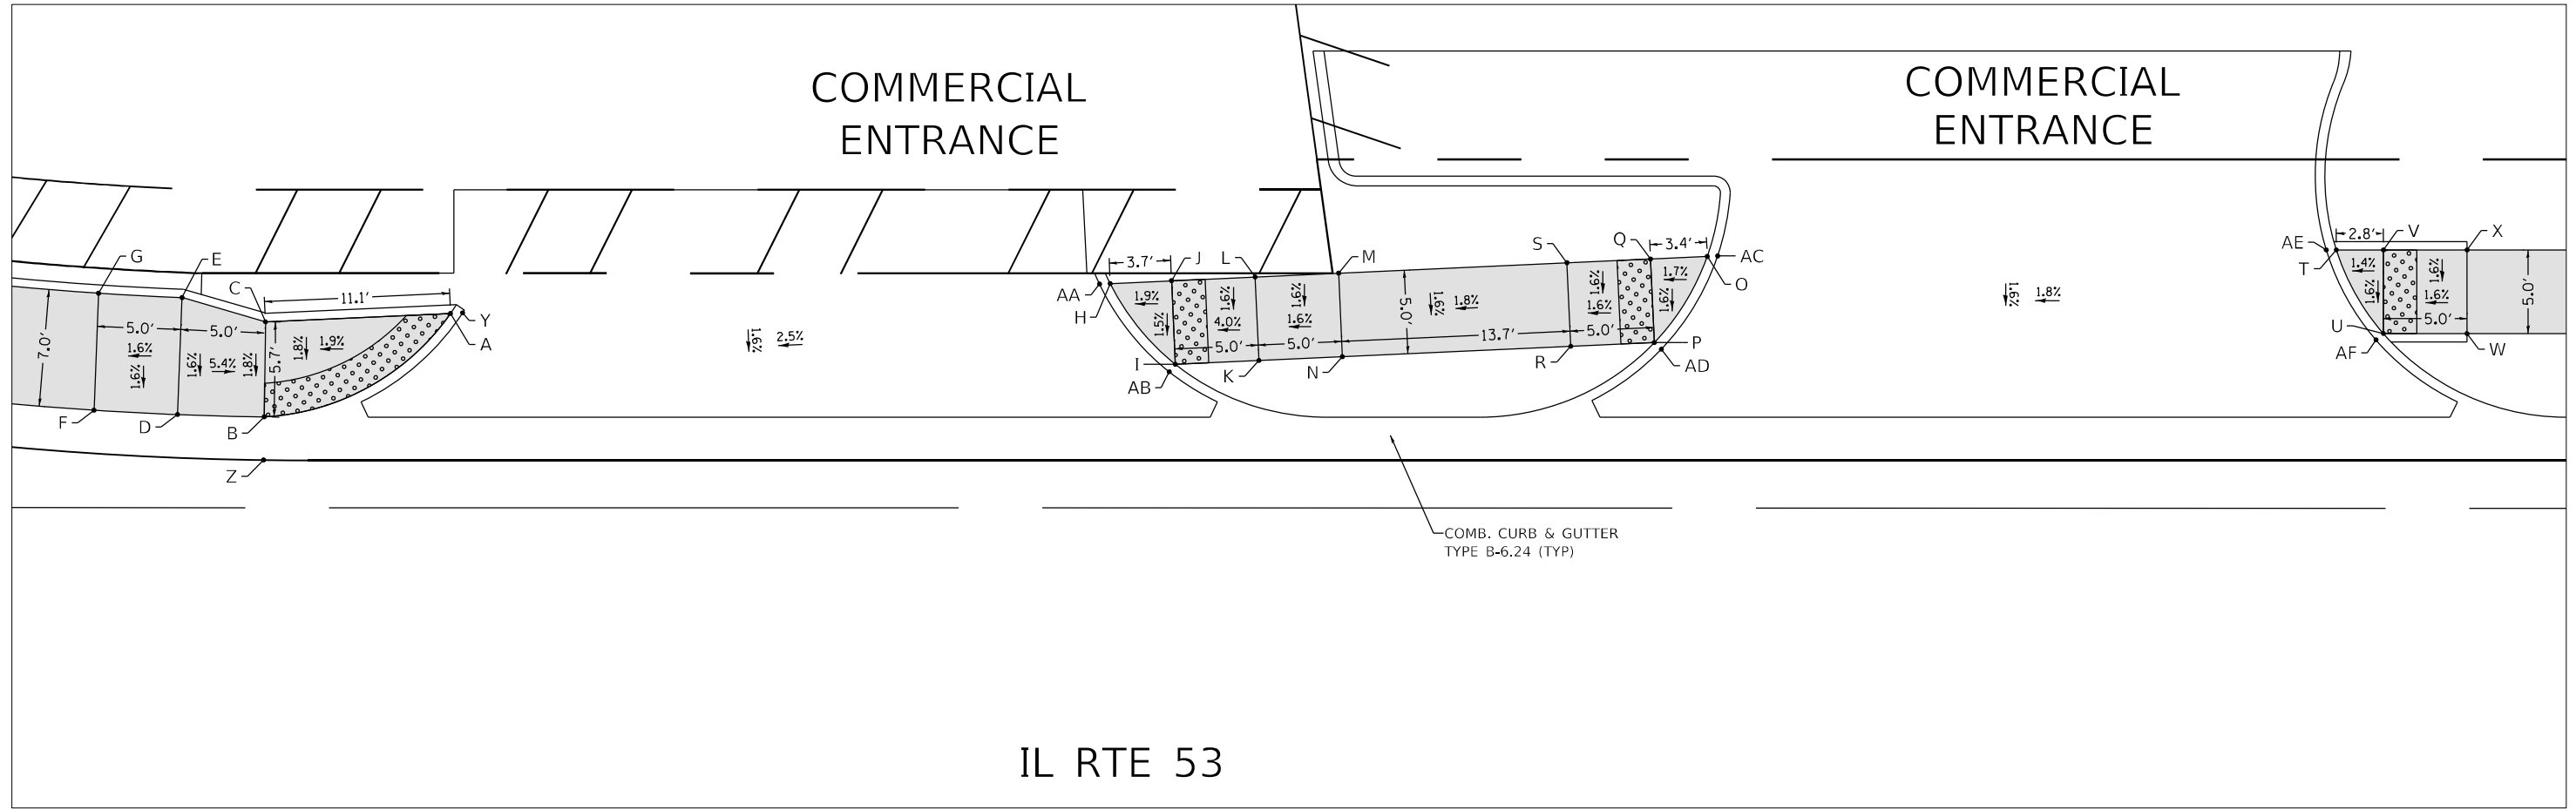 COMMERCIAL
ENTRANCE
COMMERCIAL
ENTRANCE
G
E
C
11.1'
Y
A
7.0'
5.0'
5.0'
1.6%
1.6%
1.6%
5.4%
1.8%
5.7'
1.8%
1.9%
F
D
B
Z
1.6%
2.5%
AA
H
3.7'
J
L
M
1.9%
1.5%
1.6%
4.0%
1.6%
1.6%
5.0'
5.0'
I
AB
K
N
5.0'
1.6%
1.8%
13.7'
S
Q
3.4'
AC
O
1.6%
1.6%
5.0'
1.7%
1.6%
R
P
AD
1.6%
1.8%
AE
T
2.8'
V
X
1.4%
1.6%
1.6%
1.6%
5.0'
5.0'
U
AF
W
COMB. CURB & GUTTER
TYPE B-6.24 (TYP)
IL RTE 53